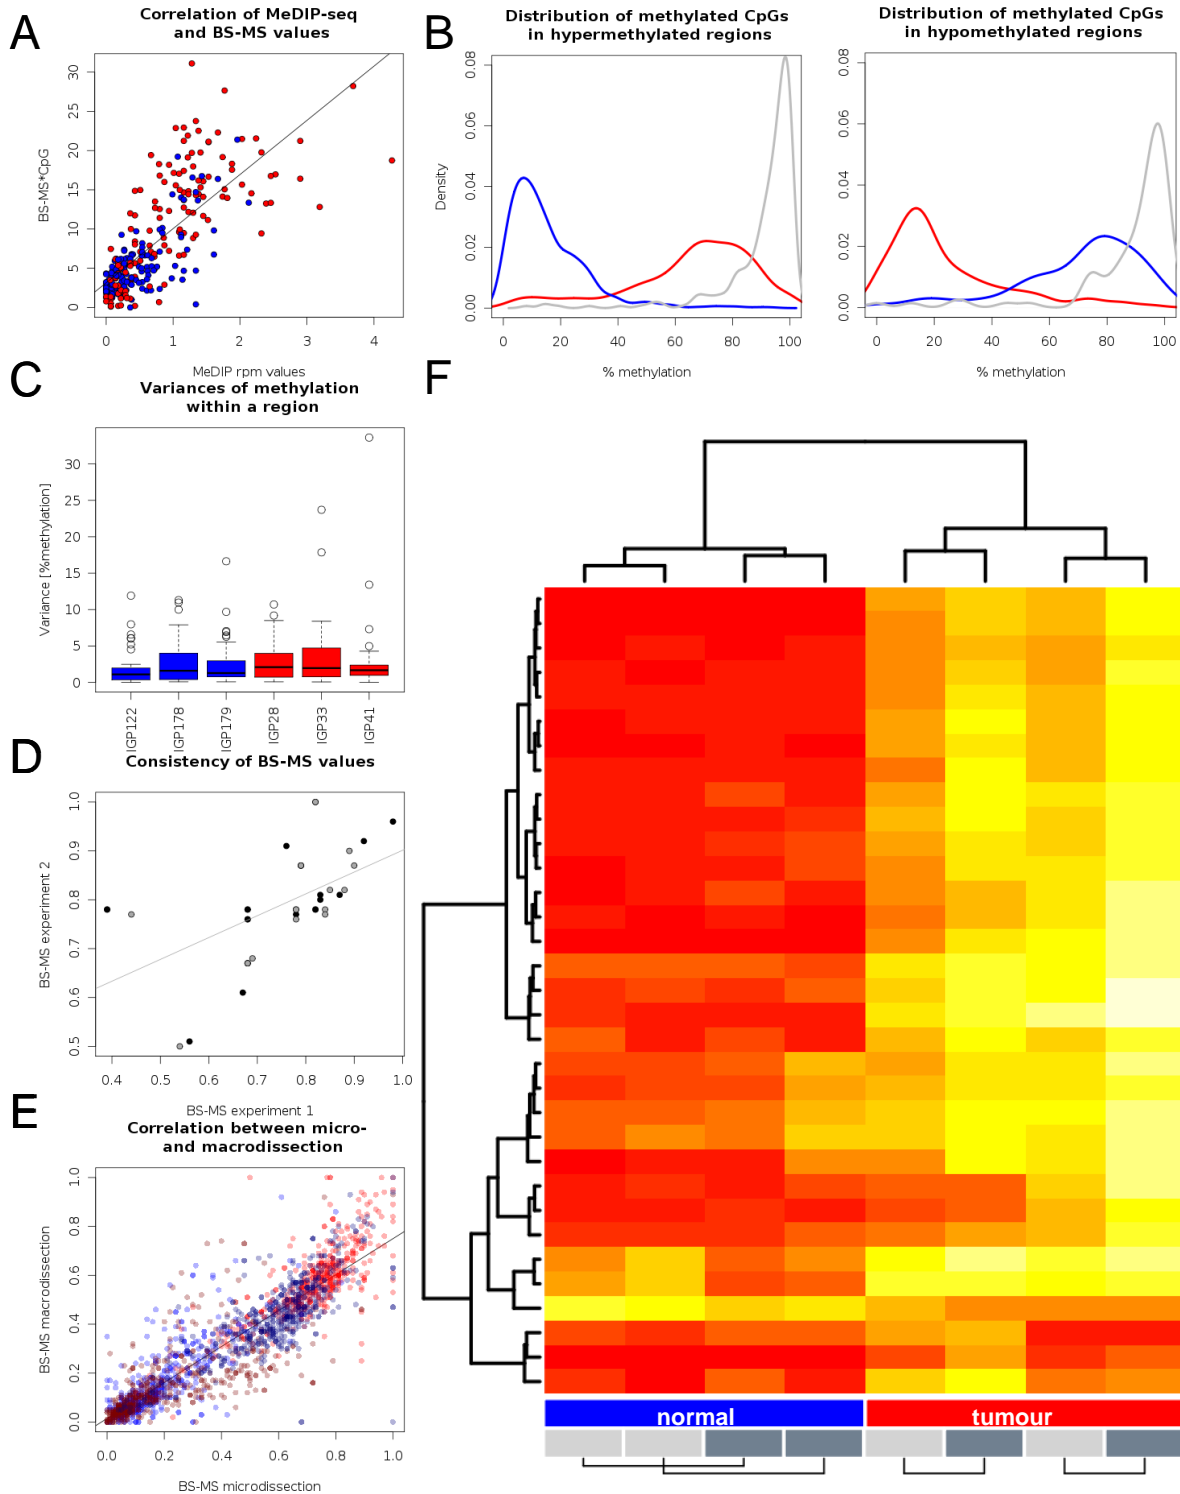 A
Correlation of MeDIP-seq
and BS-MS values
BS-MS*CpG
0 5 10 15 20 25 30
0 1 2 3 4
MeDIP rpm values
B
Distribution of methylated CpGs
in hypermethylated regions
Density
0.00 0.02 0.04 0.06 0.08
0 20 40 60 80 100
% methylation
Distribution of methylated CpGs
in hypomethylated regions
0.00 0.02 0.04 0.06 0.08
0 20 40 60 80 100
% methylation
C
Variances of methylation
within a region
Variance [%methylation]
0 5 10 15 20 25 30
IGP122 IGP178 IGP179 IGP28 IGP33 IGP41
D
Consistency of BS-MS values
BS-MS experiment 2
0.5 0.6 0.7 0.8 0.9 1.0
0.4 0.5 0.6 0.7 0.8 0.9 1.0
BS-MS experiment 1
E
Correlation between micro-
and macrodissection
BS-MS macrodissection
0.0 0.2 0.4 0.6 0.8 1.0
0.0 0.2 0.4 0.6 0.8 1.0
BS-MS microdissection
F
normal tumour